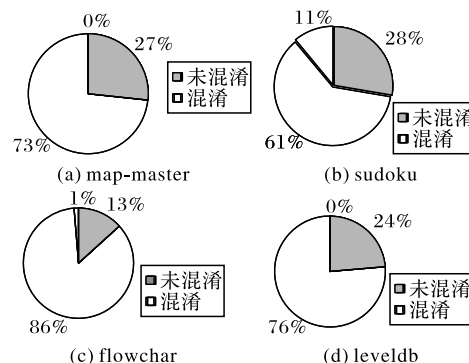 0%
27%
未混淆
混淆
73%
(a) map-master
11%
28%
未混淆
混淆
61%
(b) sudoku
1%
13%
未混淆
混淆
86%
(c) flowchar
0%
24%
未混淆
混淆
76%
(d) leveldb